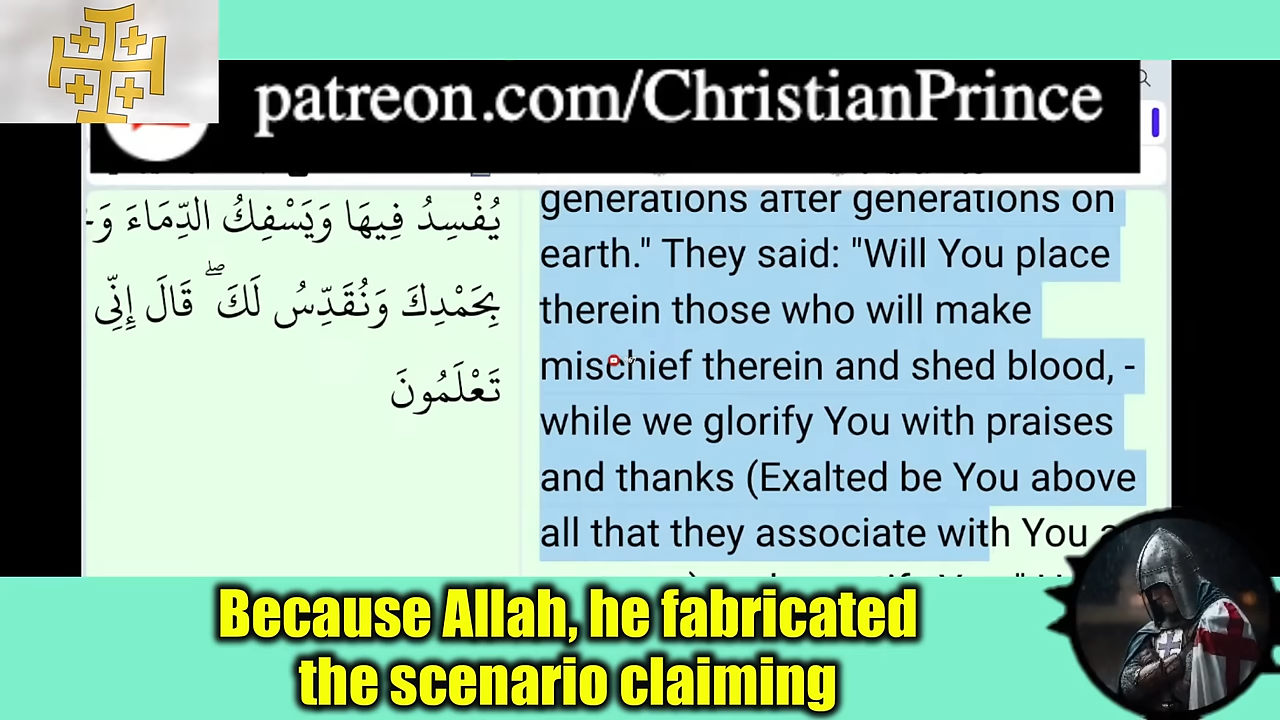 patreon.com/ChristianPrince
يُفْسِدُ فِيهَا وَيَسْفِكُ الدِّمَاءَ
بِحَمْدِكَ وَنُقَدِّسُ لَكَ ۖ قَالَ إِنِّي
تَعْلَمُونَ
generations after generations on
earth." They said: "Will You place
therein those who will make
mischief therein and shed blood, -
while we glorify You with praises
and thanks (Exalted be You above
all that they associate with You
Because Allah, he fabricated
the scenario claiming